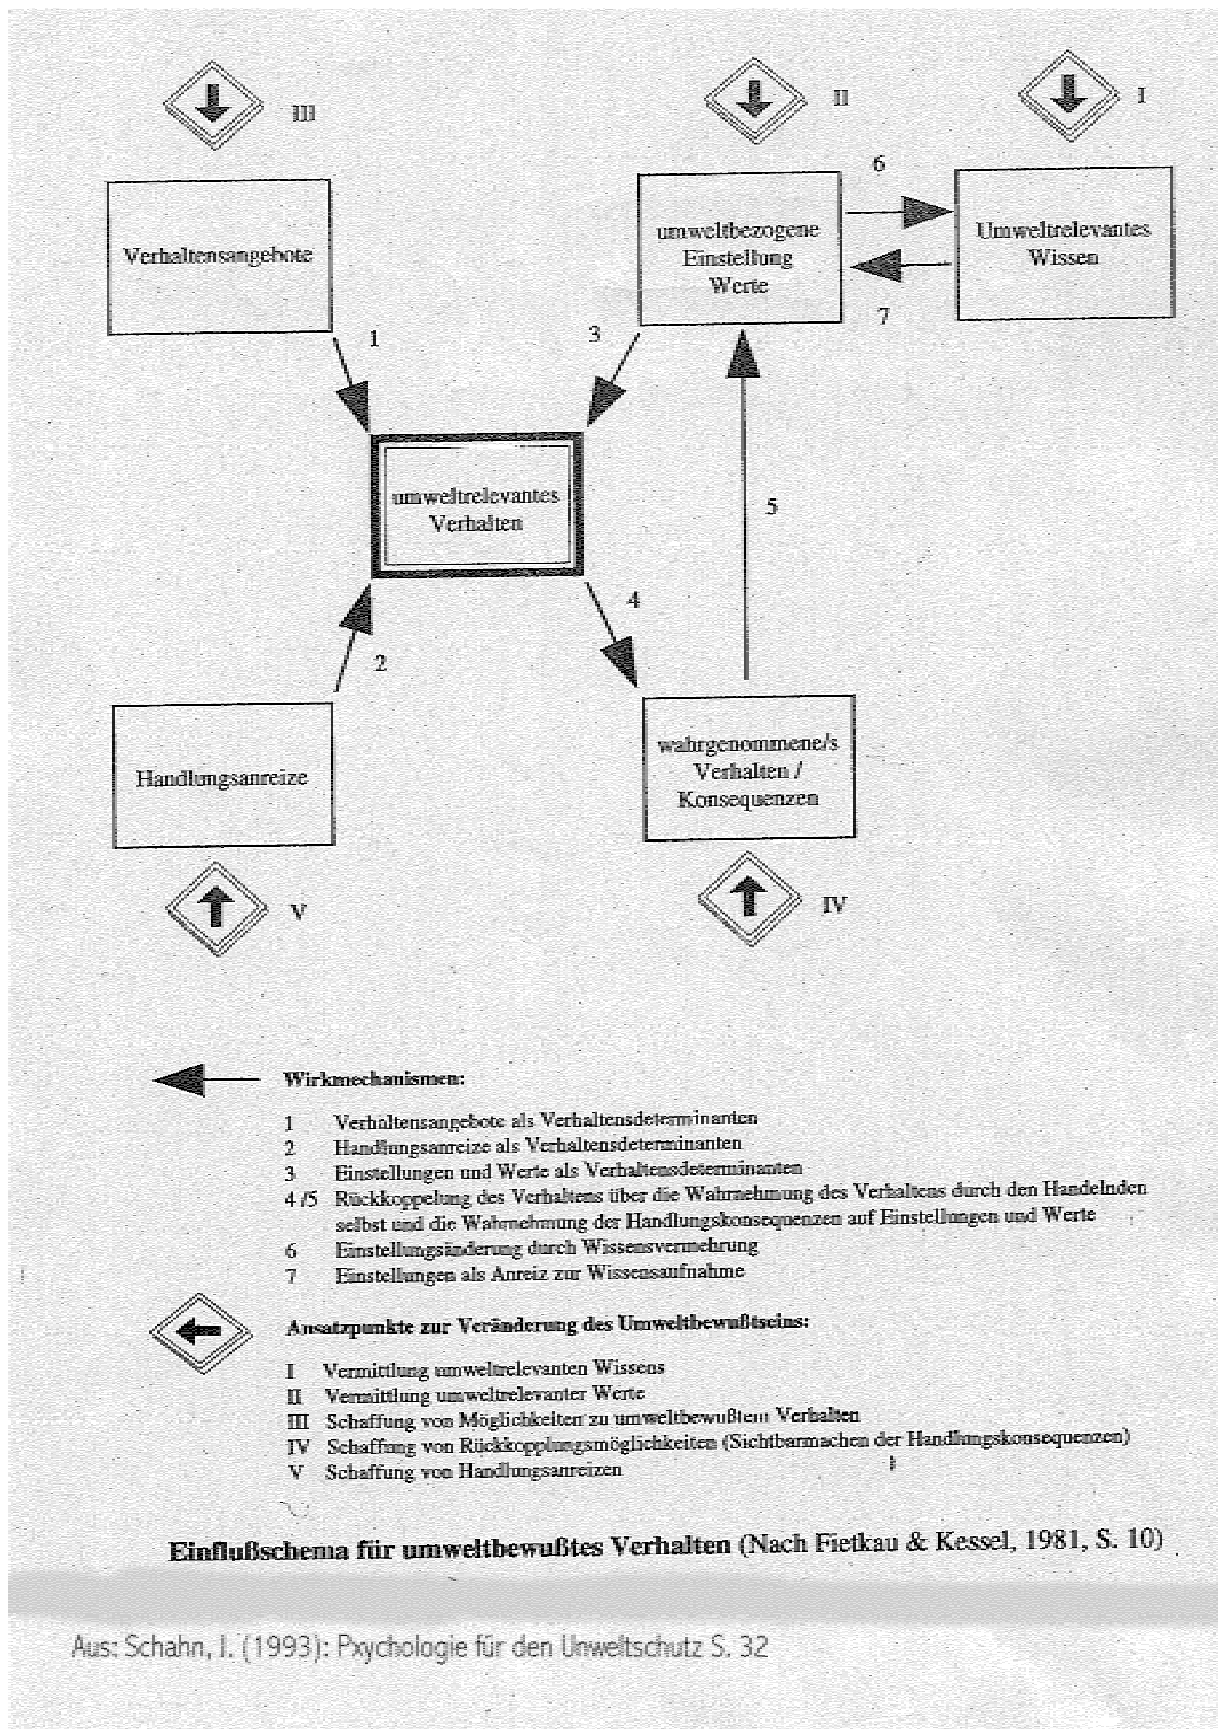 III
II
I
Verhaltensangebote
umweltbezogene
Einstellung
Werte
6
7
Umweltrelevantes
Wissen
1
3
umweltrelevantes
Verhalten
5
4
2
Handlungsanreize
wahrgenommene/s
Verhalten /
Konsequenzen
V
IV
Wirkmechanismen:
1 Verhaltensangebote als Verhaltensdeterminanten
2 Handlungsanreize als Verhaltensdeterminanten
3 Einstellungen und Werte als Verhaltensdeterminanten
4/5 Rückkoppelung des Verhaltens über die Wahrnehmung des Verhaltens durch den Handelnden
selbst und die Wahrnehmung der Handlungskonsequenzen auf Einstellungen und Werte
6 Einstellungsänderung durch Wissensvermehrung
7 Einstellungen als Anreiz zur Wissensaufnahme
Ansatzpunkte zur Veränderung des Umweltbewußtseins:
I Vermittlung umweltrelevanten Wissens
II Vermittlung umweltrelevanter Werte
III Schaffung von Möglichkeiten zu umweltbewußtem Verhalten
IV Schaffung von Rückkopplungsmöglichkeiten (Sichtbarmachen der Handlungskonsequenzen)
V Schaffung von Handlungsanreizen
Einflußschema für umweltbewußtes Verhalten (Nach Fietkau & Kessel, 1981, S. 10)
Aus: Schahn, J. (1993): Pxychologie für den Unweltschutz S. 32